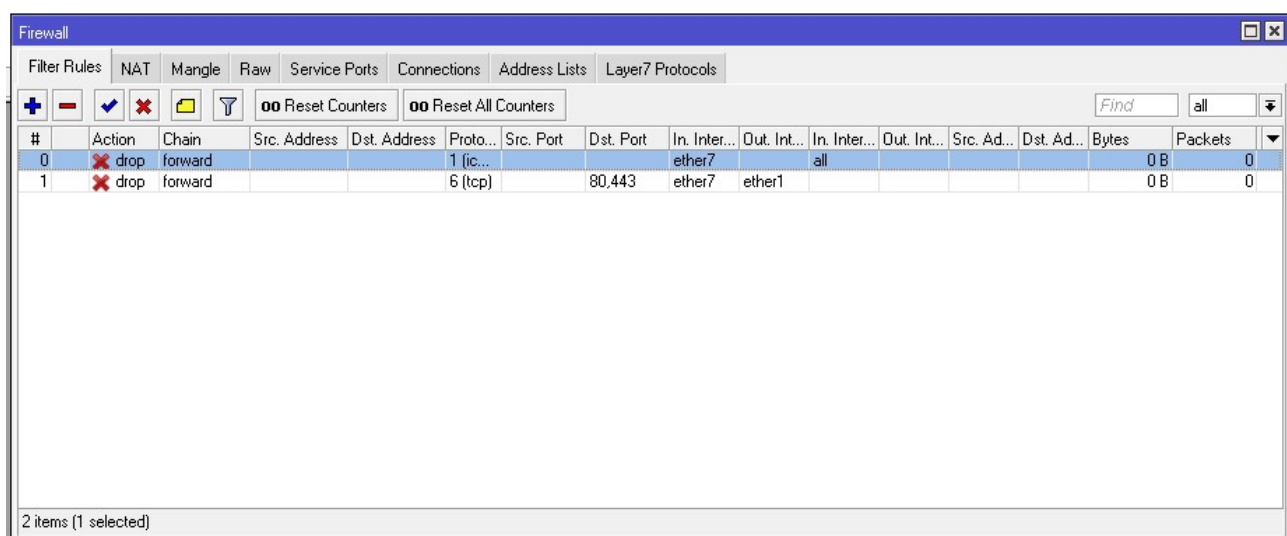 Firewall
Filter Rules NAT Mangle Raw Service Ports Connections Address Lists Layer7 Protocols
00 Reset Counters 00 Reset All Counters Find all
# Action Chain Src. Address Dst. Address Proto... Src. Port Dst. Port In. Inter... Out. Int... In. Inter... Out. Int... Src. Ad... Dst. Ad... Bytes Packets
0 drop forward 1 (ic... ether7 all 0 B 0
1 drop forward 6 (tcp) 80,443 ether7 ether1 0 B 0
2 items (1 selected)